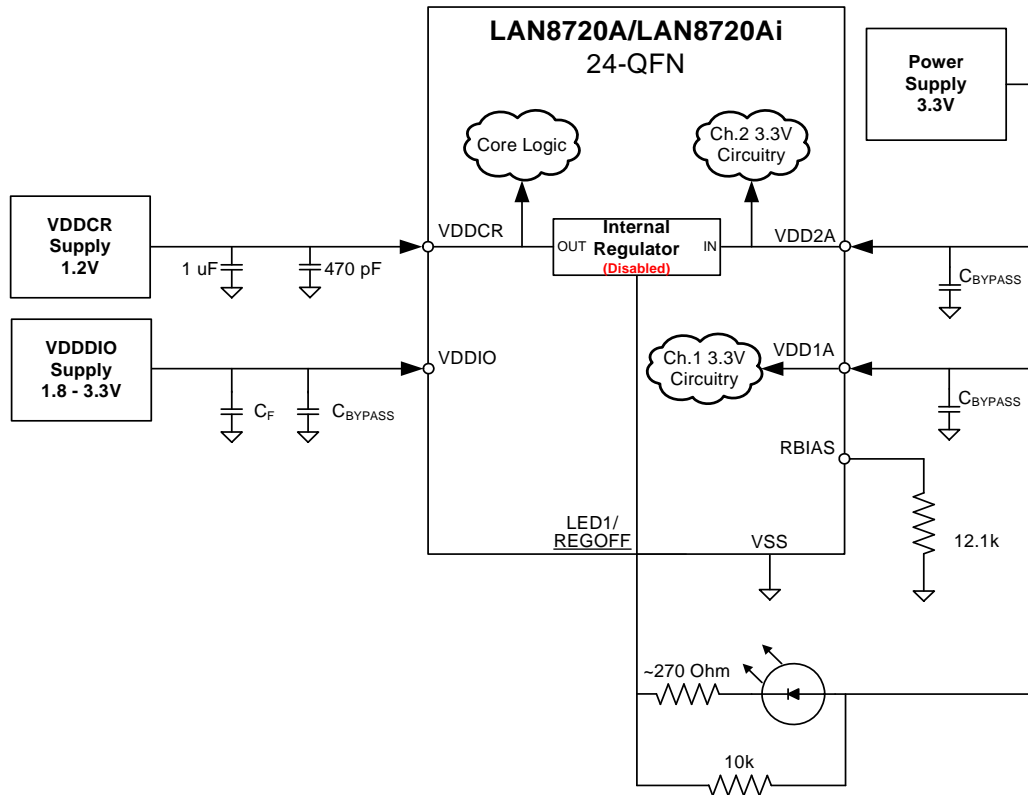 LAN8720A/LAN8720Ai
24-QFN
Power
Supply
3.3V
Core Logic
Ch.2 3.3V
Circuitry
VDDCR
Supply
1.2V
1 uF
470 pF
VDDCR
OUT
Internal
Regulator
(Disabled)
IN
VDD2A
CBYPASS
VDDDIO
Supply
1.8 - 3.3V
CF
CBYPASS
VDDIO
Ch.1 3.3V
Circuitry
VDD1A
CBYPASS
RBIAS
12.1k
LED1/
REGOFF
VSS
~270 Ohm
10k